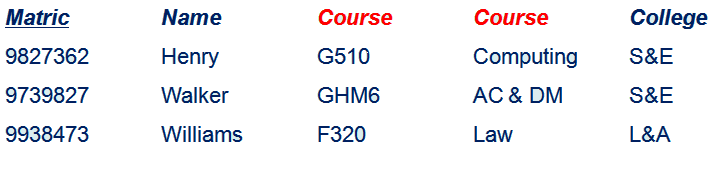 Matric Name Course Course College
9827362 Henry G510 Computing S&E
9739827 Walker GHM6 AC & DM S&E
9938473 Williams F320 Law L&A